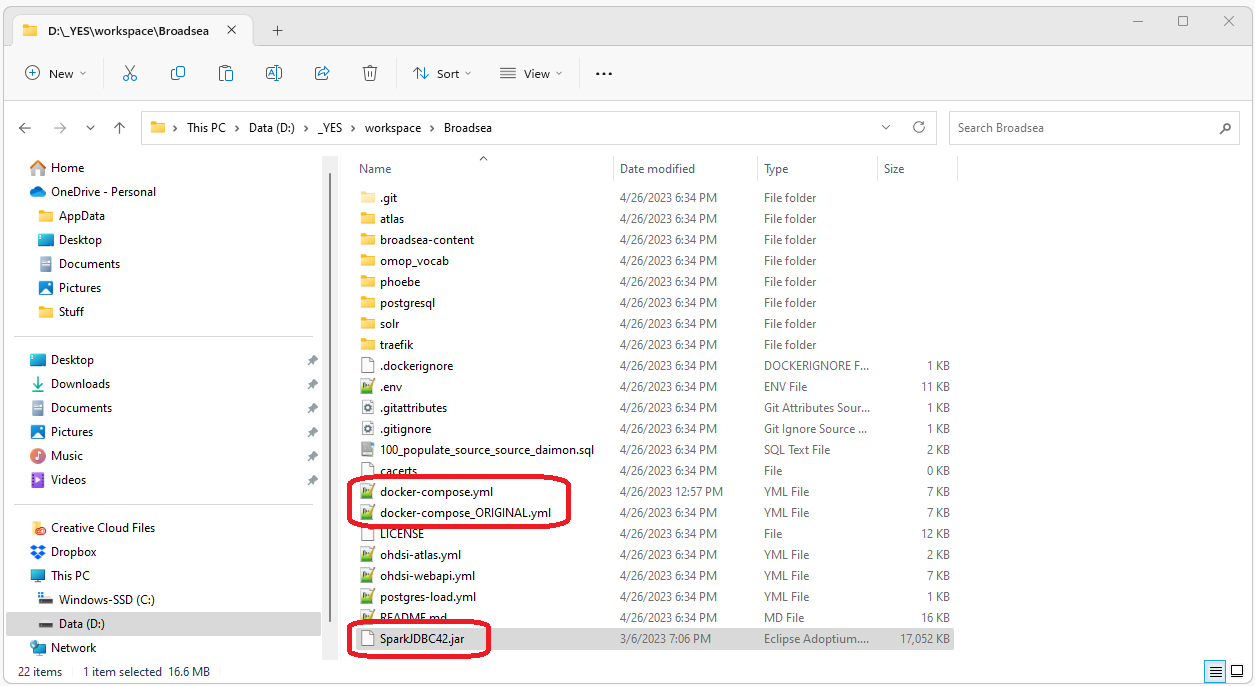 D:\_YES\workspace\Broadsea
New
Sort
View
This PC > Data (D:) > _YES > workspace > Broadsea
Search Broadsea
Home
OneDrive - Personal
AppData
Desktop
Documents
Pictures
Stuff
Desktop
Downloads
Documents
Pictures
Music
Videos
Creative Cloud Files
Dropbox
This PC
Windows-SSD (C:)
Data (D:)
Network
Name Date modified Type Size
.git 4/26/2023 6:34 PM File folder
atlas 4/26/2023 6:34 PM File folder
broadsea-content 4/26/2023 6:34 PM File folder
omop_vocab 4/26/2023 6:34 PM File folder
phoebe 4/26/2023 6:34 PM File folder
postgresql 4/26/2023 6:34 PM File folder
solr 4/26/2023 6:34 PM File folder
traefik 4/26/2023 6:34 PM File folder
.dockerignore 4/26/2023 6:34 PM DOCKERIGNORE F... 1 KB
.env 4/26/2023 6:34 PM ENV File 11 KB
.gitattributes 4/26/2023 6:34 PM Git Attributes Sour... 1 KB
.gitignore 4/26/2023 6:34 PM Git Ignore Source ... 1 KB
100_populate_source_source_daimon.sql 4/26/2023 6:34 PM SQL Text File 2 KB
cacerts 4/26/2023 6:34 PM File 0 KB
docker-compose.yml 4/26/2023 12:57 PM YML File 7 KB
docker-compose_ORIGINAL.yml 4/26/2023 6:34 PM YML File 7 KB
LICENSE 4/26/2023 6:34 PM File 12 KB
ohdsi-atlas.yml 4/26/2023 6:34 PM YML File 2 KB
ohdsi-webapi.yml 4/26/2023 6:34 PM YML File 7 KB
postgres-load.yml 4/26/2023 6:34 PM YML File 1 KB
README.md 4/26/2023 6:34 PM MD File 16 KB
SparkJDBC42.jar 3/6/2023 7:06 PM Eclipse Adoptium.... 17,052 KB
22 items 1 item selected 16.6 MB